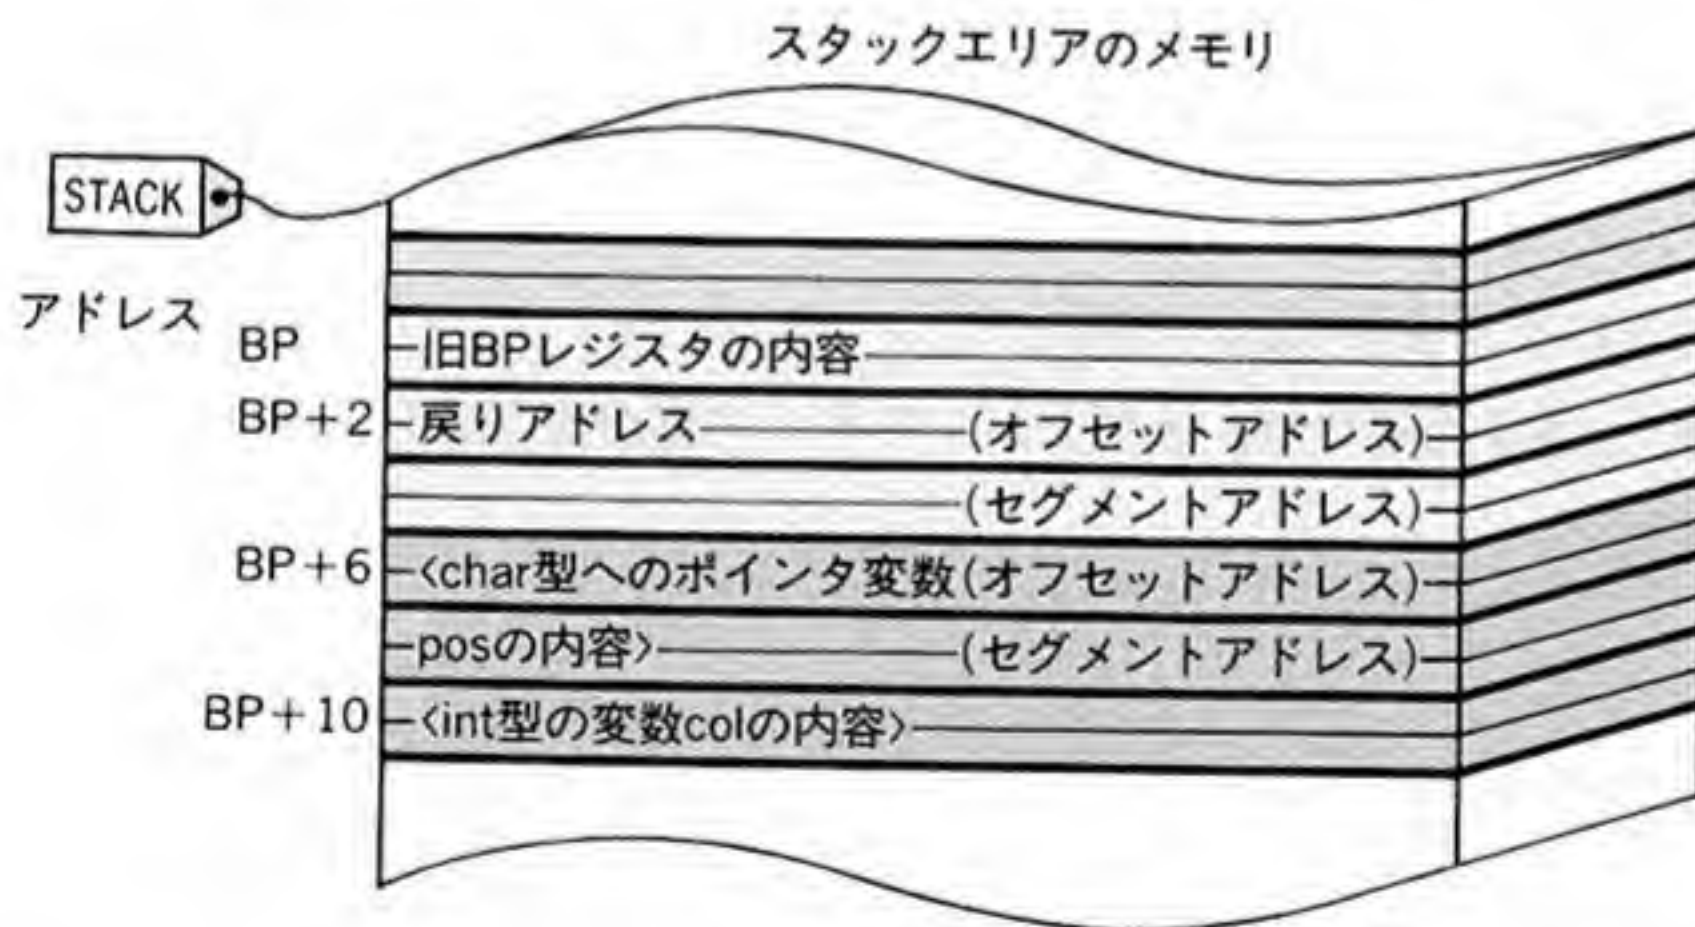 スタックエリアのメモリ
STACK
アドレス
BP 旧BPレジスタの内容
BP+2 戻りアドレス (オフセットアドレス)
(セグメントアドレス)
BP+6 <char型へのポインタ変数(オフセットアドレス)
posの内容> (セグメントアドレス)
BP+10 <int型の変数colの内容>